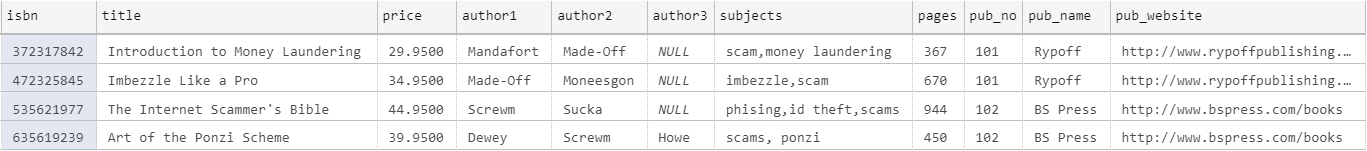 isbn title price author1 author2 author3 subjects pages pub_no pub_name pub_website
372317842 Introduction to Money Laundering 29.9500 Mandafort Made-Off NULL scam,money laundering 367 101 Rypoff http://www.rypoffpublishing....
472325845 Imbezzle Like a Pro 34.9500 Made-Off Moneesgon NULL imbezzle,scam 670 101 Rypoff http://www.rypoffpublishing....
535621977 The Internet Scammer's Bible 44.9500 Screwm Sucka NULL phising,id theft,scams 944 102 BS Press http://www.bspress.com/books
635619239 Art of the Ponzi Scheme 39.9500 Dewey Screwm Howe scams, ponzi 450 102 BS Press http://www.bspress.com/books